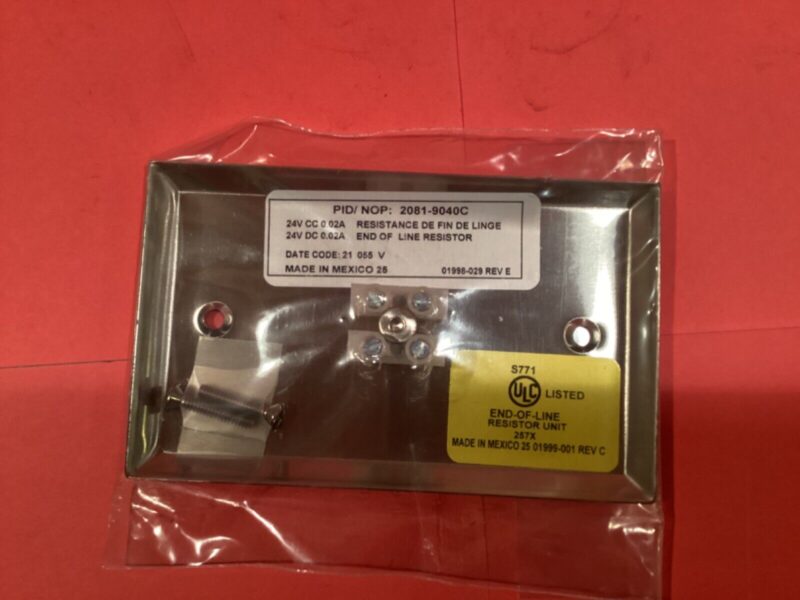 PID/ NOP: 2081-9040C
24V CC 0.02A RESISTANCE DE FIN DE LINGE
24V DC 0.02A END OF LINE RESISTOR
DATE CODE: 21 055 V
MADE IN MEXICO 25 01998-029 REV E
S771
ULC LISTED
END-OF-LINE
RESISTOR UNIT
257X
MADE IN MEXICO 25 01999-001 REV C